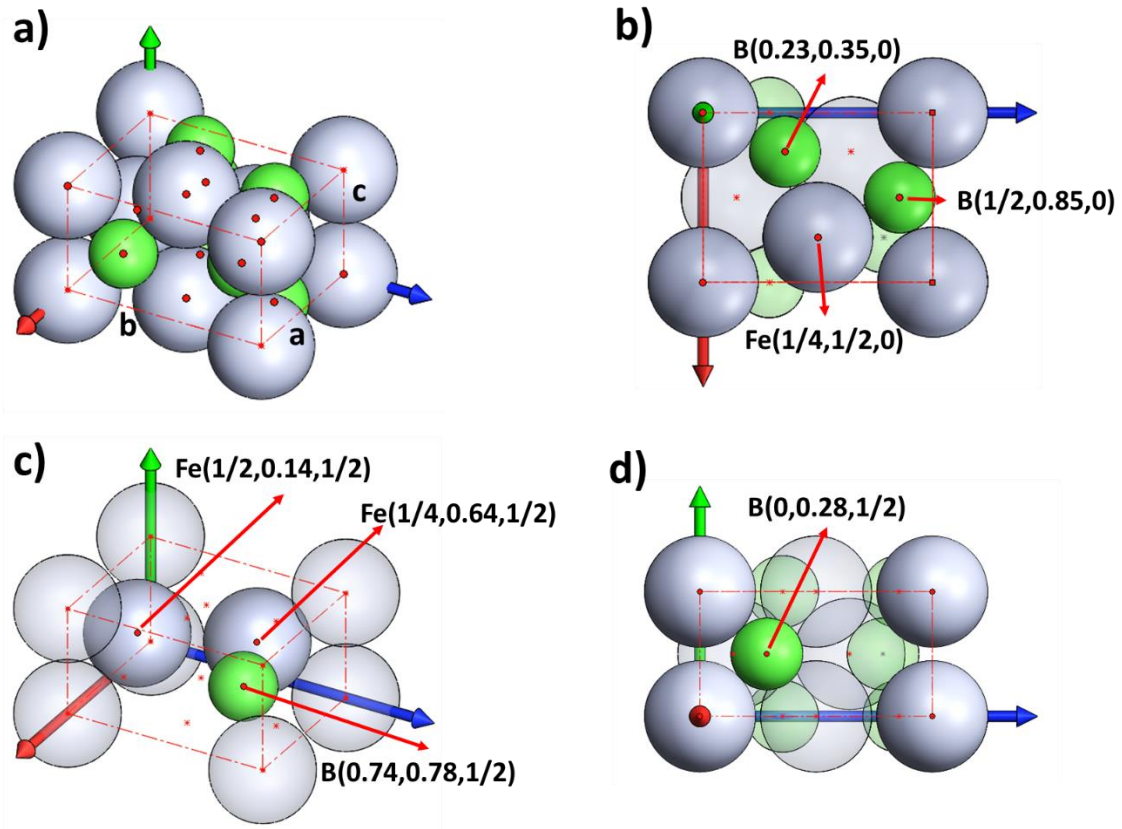 a)
c
b
a
b)
B(0.23,0.35,0)
B(1/2,0.85,0)
Fe(1/4,1/2,0)
c)
Fe(1/2,0.14,1/2)
Fe(1/4,0.64,1/2)
B(0.74,0.78,1/2)
d)
B(0,0.28,1/2)